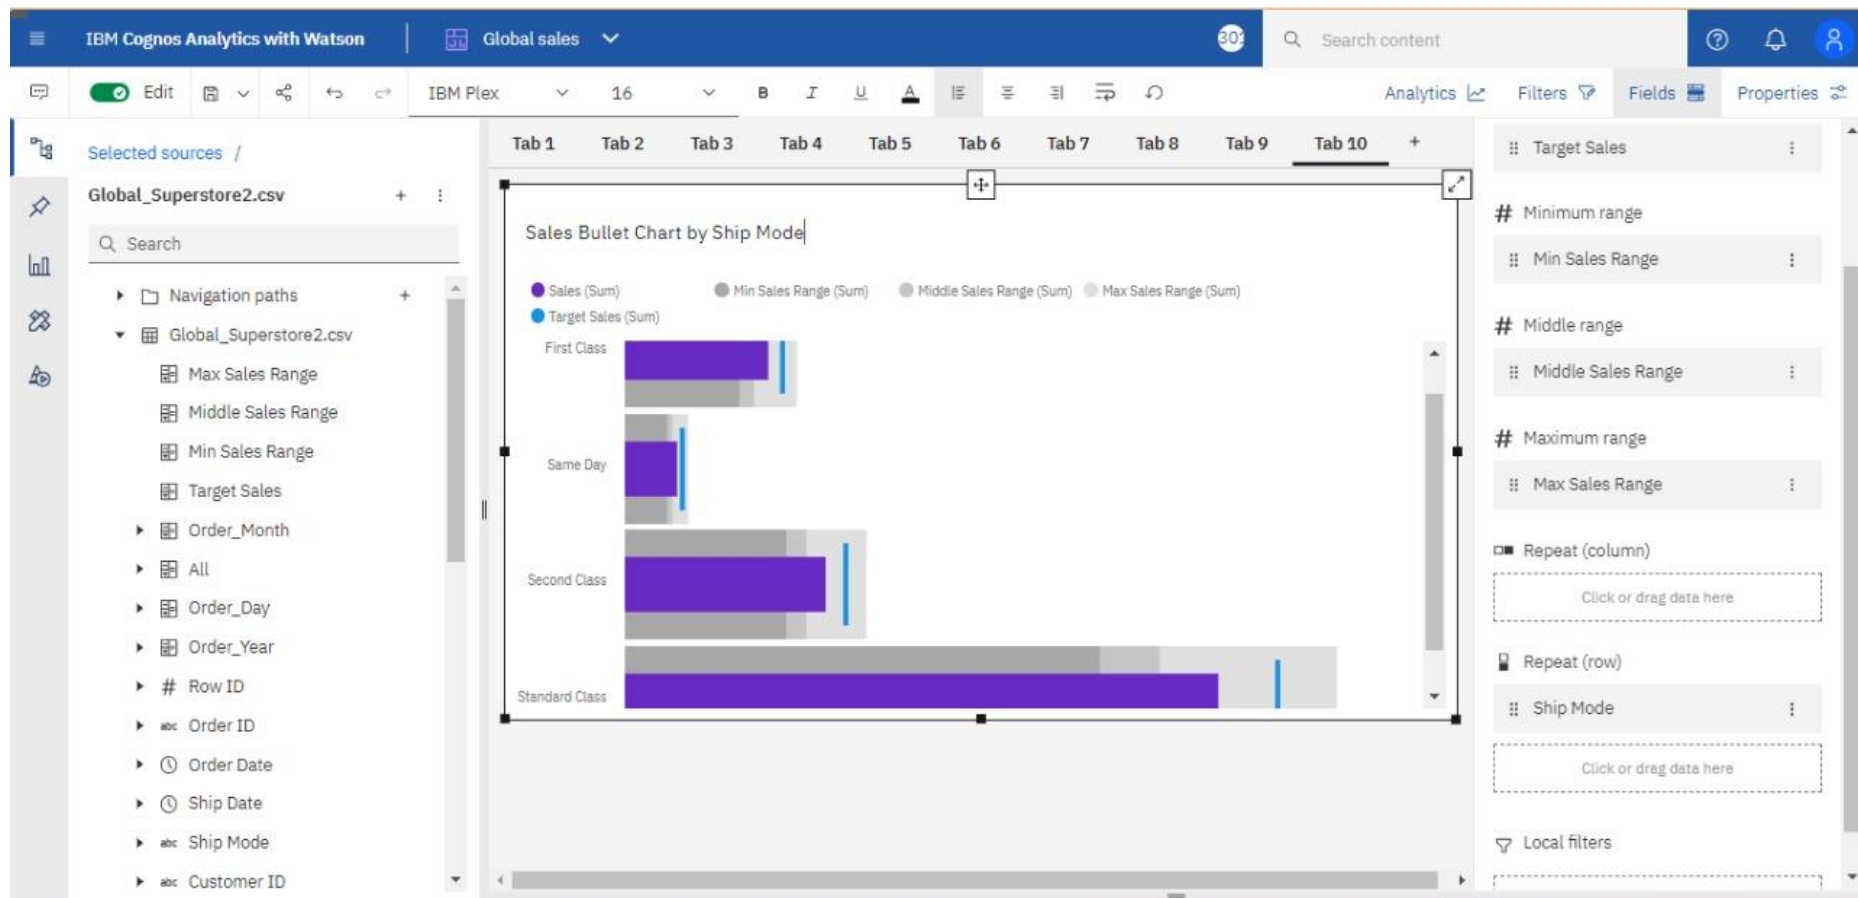 IBM Cognos Analytics with Watson
Global sales
Search content
Edit
IBM Plex
16
B
I
U
A
Analytics
Filters
Fields
Properties
Selected sources /
Global_Superstore2.csv
Search
Navigation paths
Global_Superstore2.csv
Max Sales Range
Middle Sales Range
Min Sales Range
Target Sales
Order_Month
All
Order_Day
Order_Year
# Row ID
abc Order ID
Order Date
Ship Date
abc Ship Mode
abc Customer ID
Tab 1
Tab 2
Tab 3
Tab 4
Tab 5
Tab 6
Tab 7
Tab 8
Tab 9
Tab 10
+
Sales Bullet Chart by Ship Mode
Sales (Sum)
Min Sales Range (Sum)
Middle Sales Range (Sum)
Max Sales Range (Sum)
Target Sales (Sum)
First Class
Same Day
Second Class
Standard Class
Target Sales
# Minimum range
Min Sales Range
# Middle range
Middle Sales Range
# Maximum range
Max Sales Range
Repeat (column)
Click or drag data here
Repeat (row)
Ship Mode
Click or drag data here
Local filters